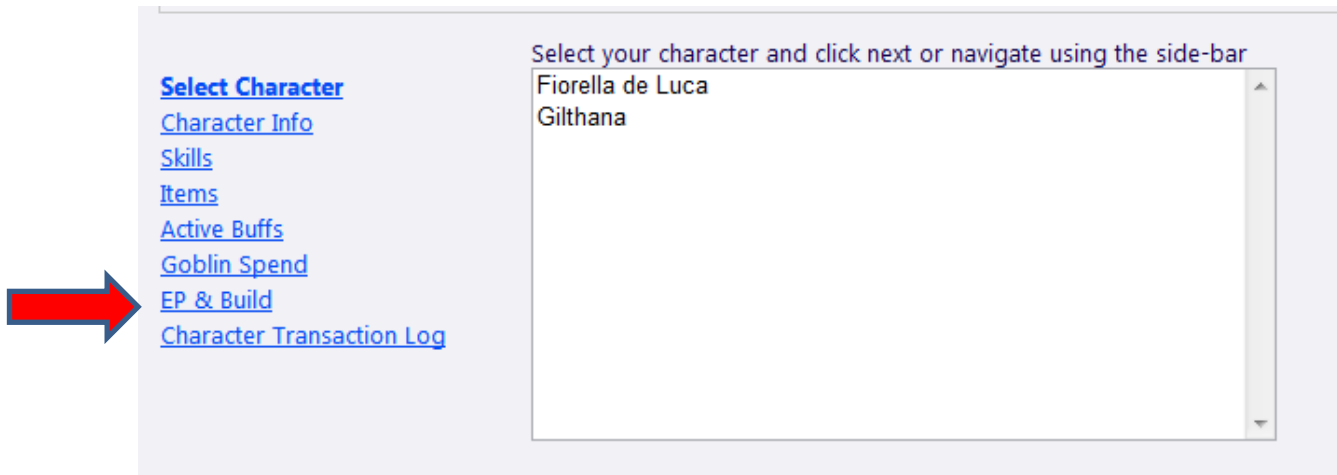 Select your character and click next or navigate using the side-bar
Select Character
Character Info
Skills
Items
Active Buffs
Goblin Spend
EP & Build
Character Transaction Log
Fiorella de Luca
Gilthana